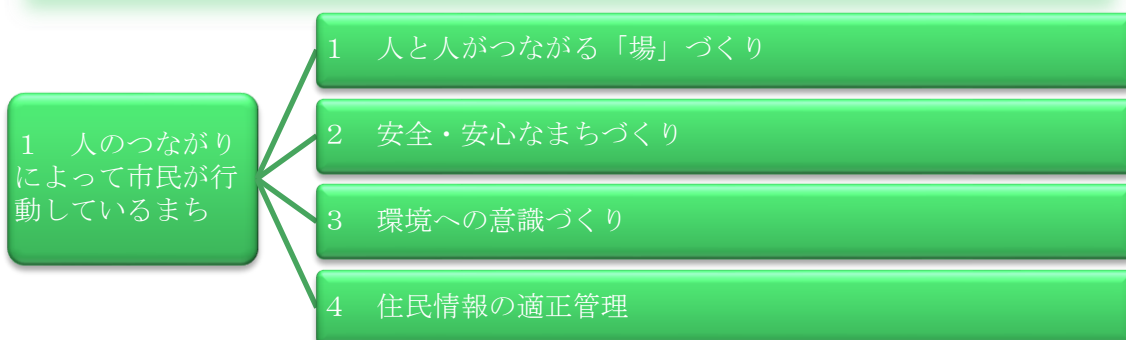 1　人のつながり
によって市民が行
動しているまち
1　人と人がつながる「場」づくり
2　安全・安心なまちづくり
3　環境への意識づくり
4　住民情報の適正管理